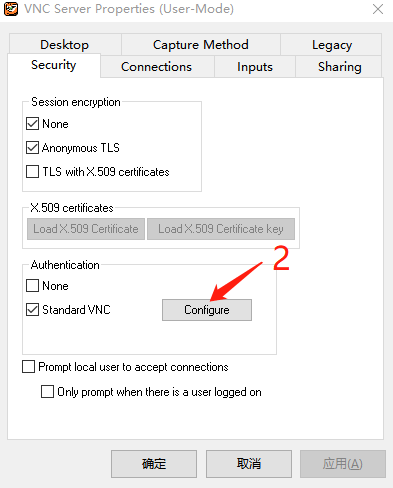 VNC Server Properties (User-Mode)
Desktop
Capture Method
Legacy
Security
Connections
Inputs
Sharing
Session encryption
None
Anonymous TLS
TLS with X.509 certificates
X.509 certificates
Load X.509 Certificate
Load X.509 Certificate key
Authentication
2
None
Standard VNC
Configure
Prompt local user to accept connections
Only prompt when there is a user logged on
确定
取消
应用(A)